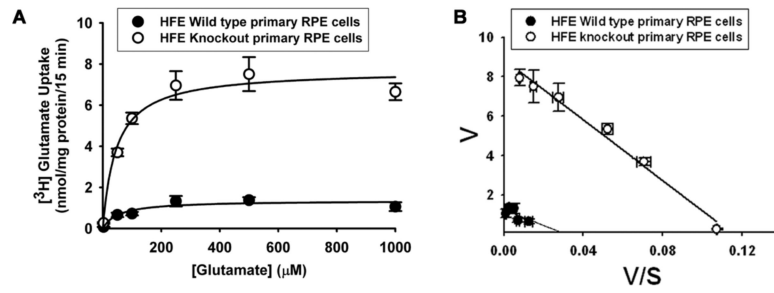 A
HFE Wild type primary RPE cells
HFE Knockout primary RPE cells
[³H] Glutamate Uptake
(nmol/mg protein/15 min)
10
8
6
4
2
0
200 400 600 800 1000
[Glutamate] (μM)
B
HFE Wild type primary RPE cells
HFE knockout primary RPE cells
V
10
8
6
4
2
0.00 0.04 0.08 0.12
V/S